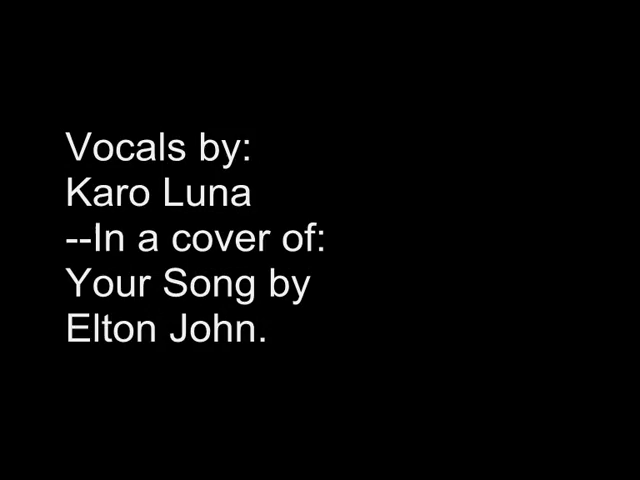 Vocals by:
Karo Luna
--In a cover of:
Your Song by
Elton John.